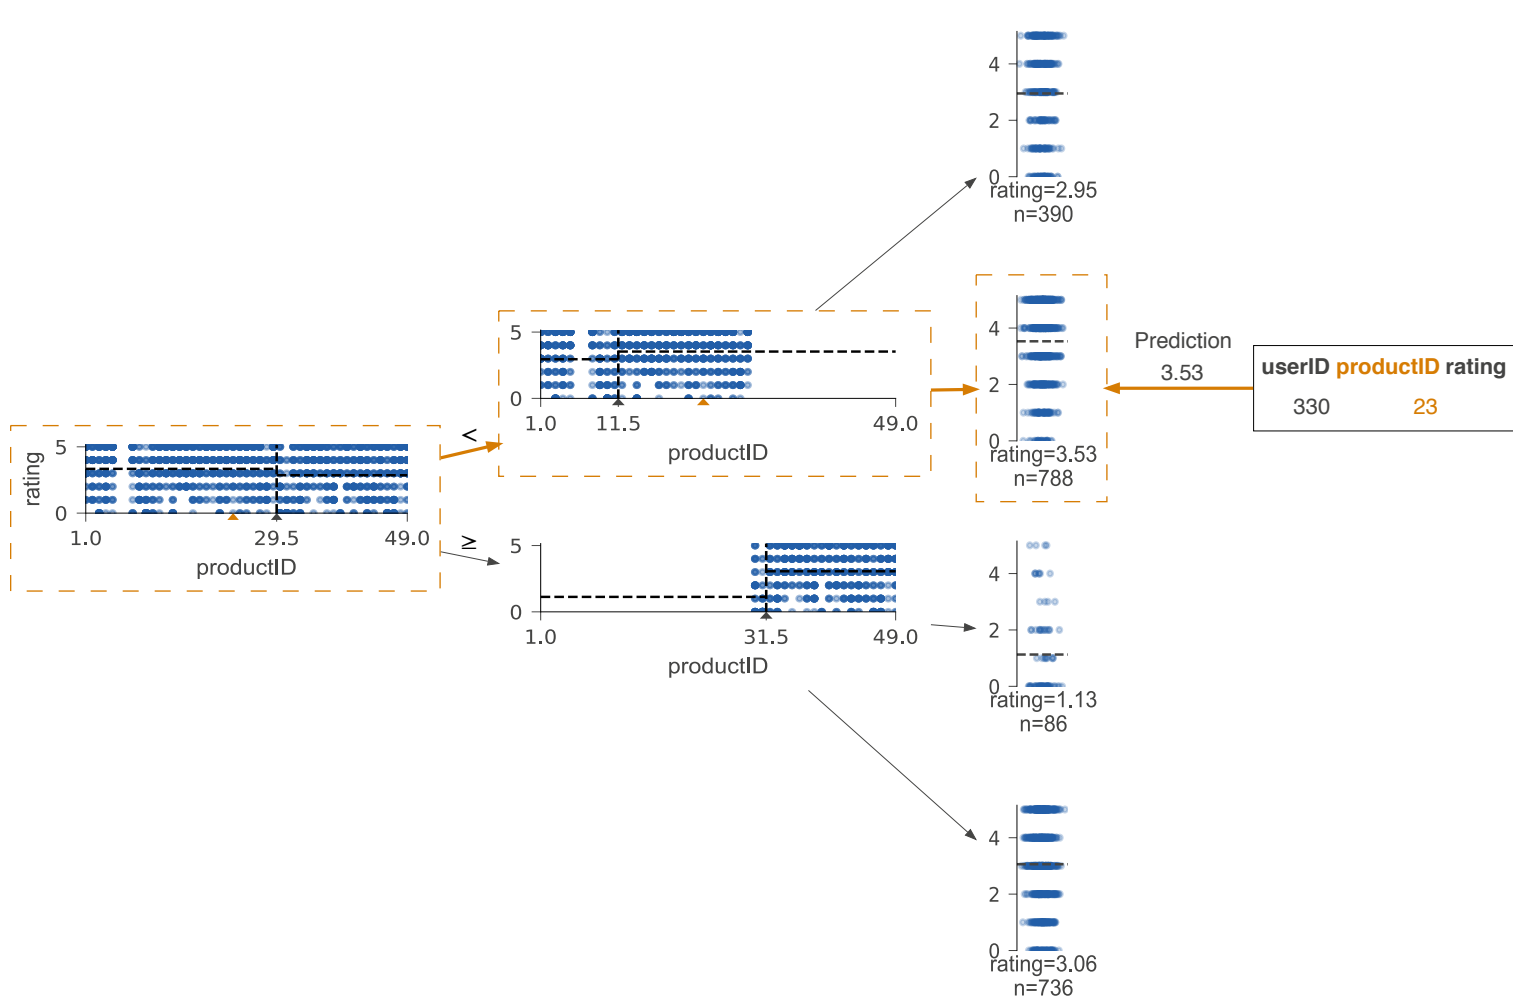 4
2
0
rating=2.95
n=390
4
2
0
rating=3.53
n=788
Prediction
3.53
userID productID rating
330 23
5
0
1.0 11.5 49.0
productID
<
rating
5
0
1.0 29.5 49.0
productID
≥
5
0
1.0 31.5 49.0
productID
4
2
0
rating=1.13
n=86
4
2
0
rating=3.06
n=736